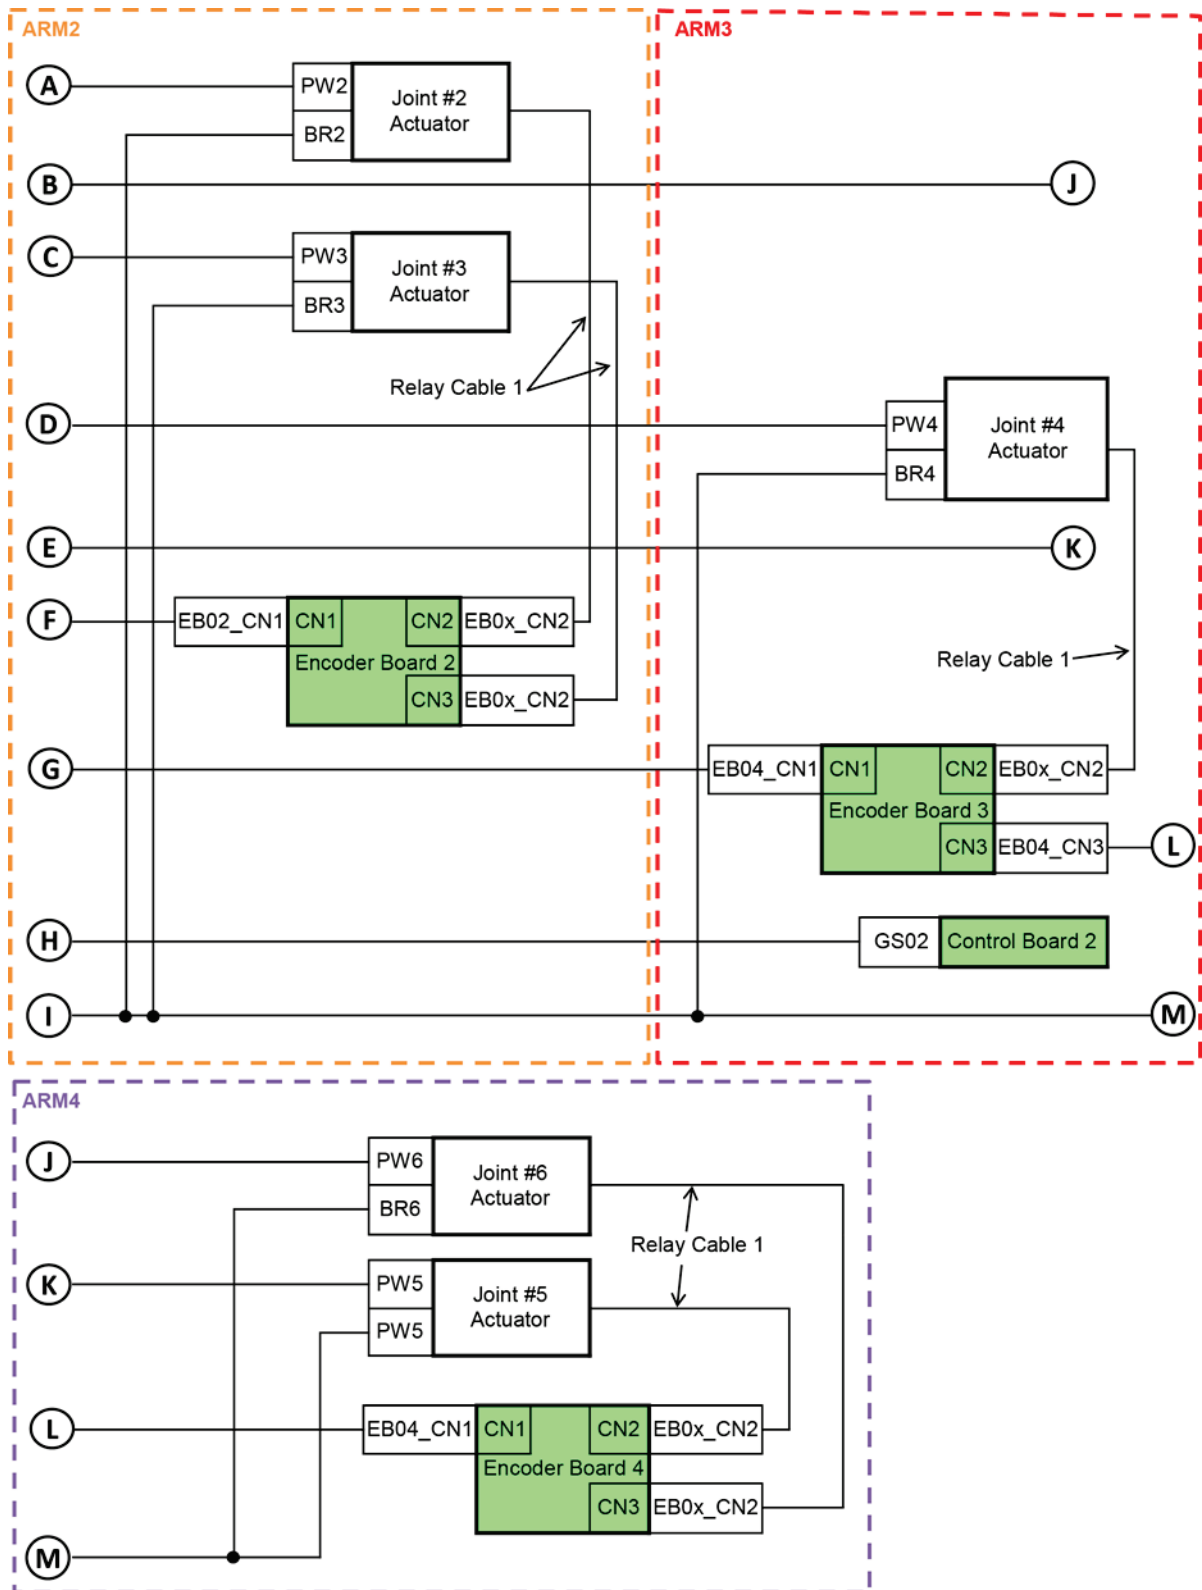 ARM2
ARM3
A
PW2
Joint #2
Actuator
BR2
B
J
C
PW3
Joint #3
Actuator
BR3
Relay Cable 1
D
PW4
Joint #4
Actuator
BR4
E
K
F
EB02_CN1
CN1
CN2
EB0x_CN2
Encoder Board 2
CN3
EB0x_CN2
Relay Cable 1
G
EB04_CN1
CN1
CN2
EB0x_CN2
Encoder Board 3
CN3
EB04_CN3
L
H
GS02
Control Board 2
I
M
ARM4
J
PW6
Joint #6
Actuator
BR6
Relay Cable 1
K
PW5
Joint #5
Actuator
PW5
L
EB04_CN1
CN1
CN2
EB0x_CN2
Encoder Board 4
CN3
EB0x_CN2
M